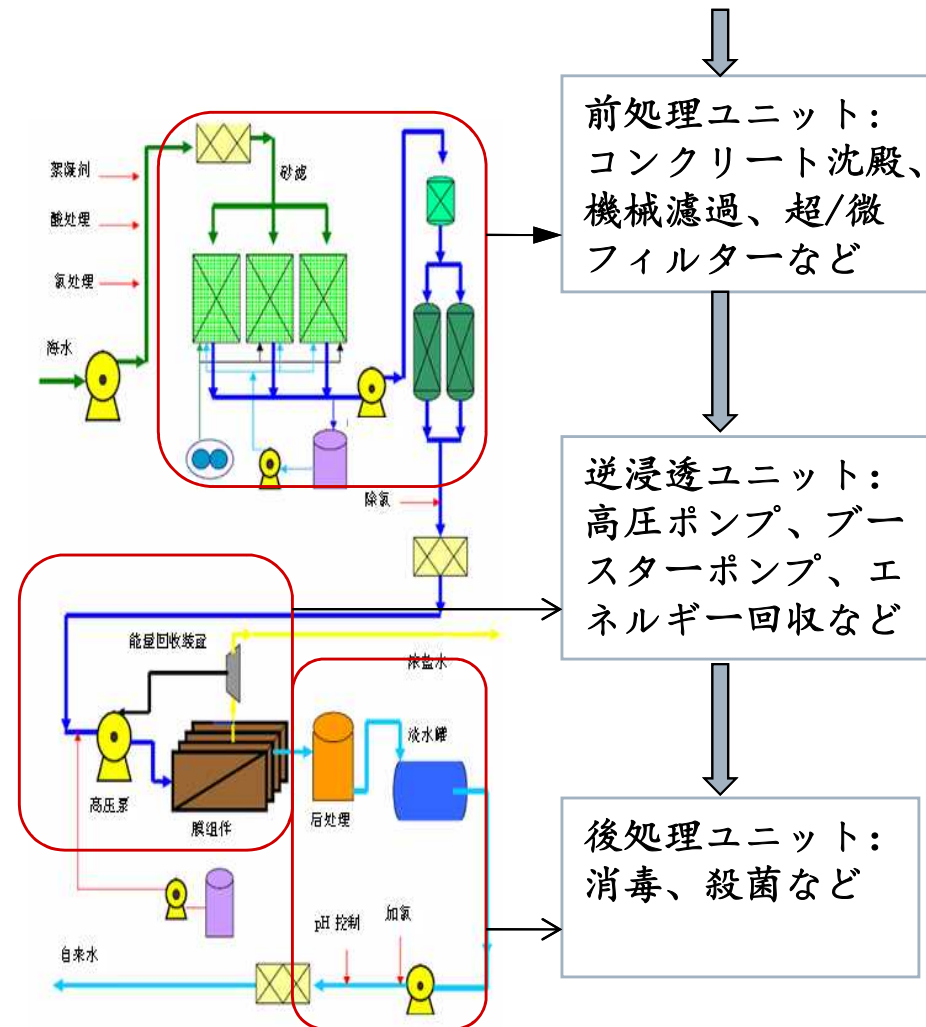 前処理ユニット:
コンクリート沈殿、
機械濾過、超/微
フィルターなど
絮凝剂
砂滤
酸处理
氯处理
海水
除氯
逆浸透ユニット:
高圧ポンプ、ブー
スターポンプ、エ
ネルギー回収など
能量回收装置
浓盐水
淡水罐
高压泵
膜组件
后处理
後処理ユニット:
消毒、殺菌など
pH 控制
加氯
自来水